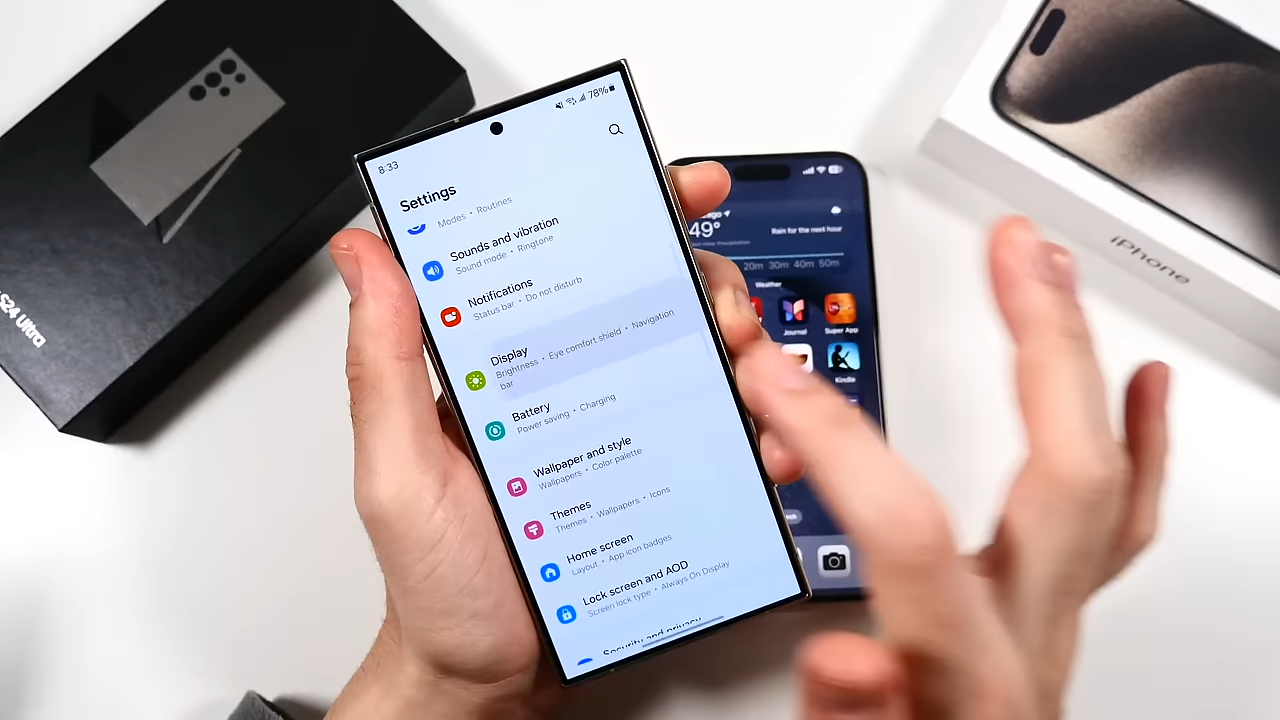 S24 Ultra
8:33
78%
Settings
Modes • Routines
Sounds and vibration
Sound mode • Ringtone
Notifications
Status bar • Do not disturb
Display
Brightness • Eye comfort shield • Navigation
bar
Battery
Power saving • Charging
Wallpaper and style
Wallpapers • Color palette
Themes
Themes • Wallpapers • Icons
Home screen
Layout • App icon badges
Lock screen and AOD
Screen lock type • Always On Display
Security and privacy
49°
Rain for the next hour
20m 30m 40m 50m
Weather
Journal
Super App
Kindle
iPhone